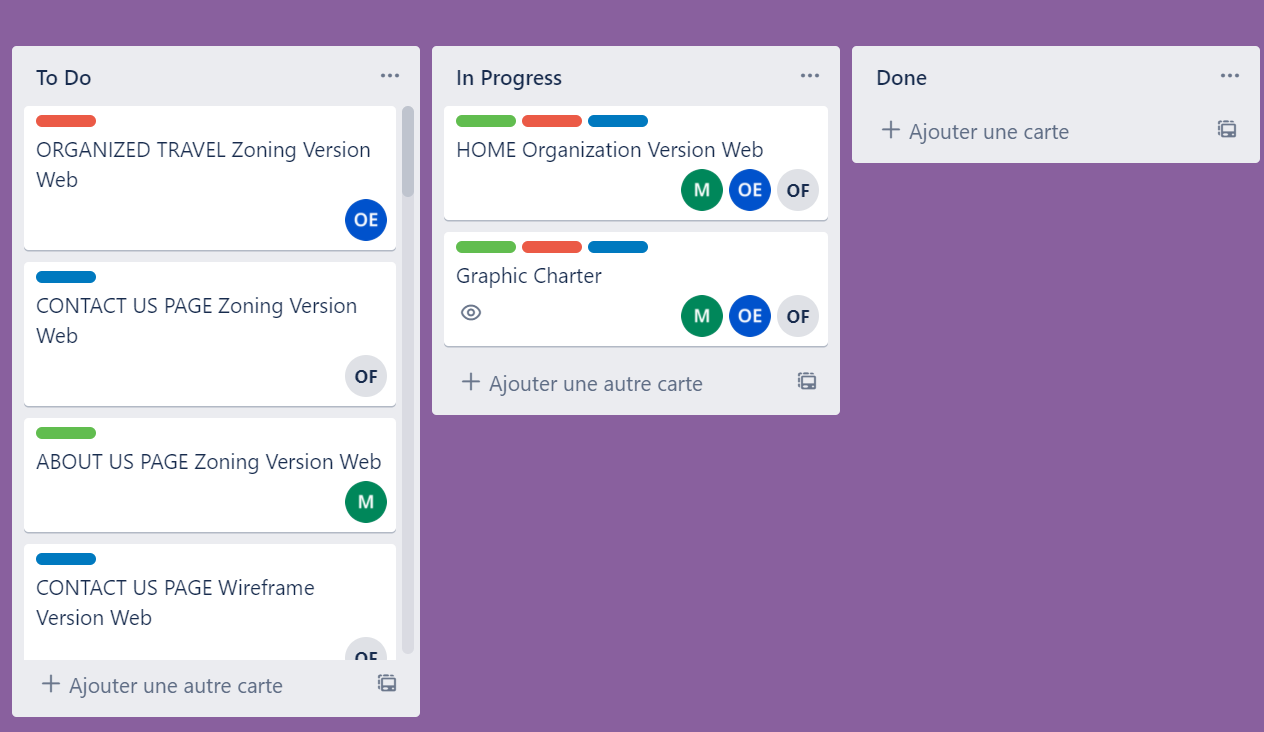 To Do
ORGANIZED TRAVEL Zoning Version
Web
OE
CONTACT US PAGE Zoning Version
Web
OF
ABOUT US PAGE Zoning Version Web
M
CONTACT US PAGE Wireframe
Version Web
OF
Ajouter une autre carte
In Progress
HOME Organization Version Web
M OE OF
Graphic Charter
M OE OF
Ajouter une autre carte
Done
Ajouter une carte